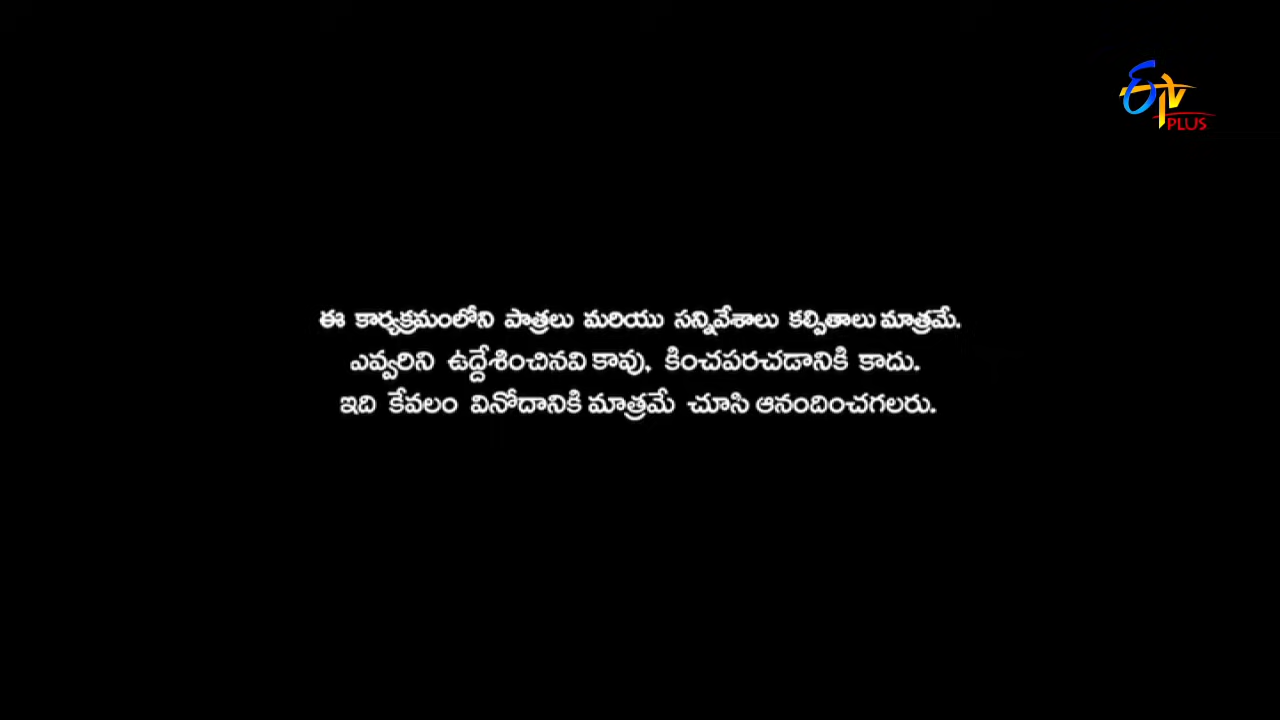 ETV
PLUS
ఈ కార్యక్రమంలోని పాత్రలు మరియు సన్నివేశాలు కల్పితాలు మాత్రమే.
ఎవ్వరిని ఉద్దేశించినవి కావు, కించపరచడానికి కాదు.
ఇది కేవలం వినోదానికి మాత్రమే చూసి ఆనందించగలరు.